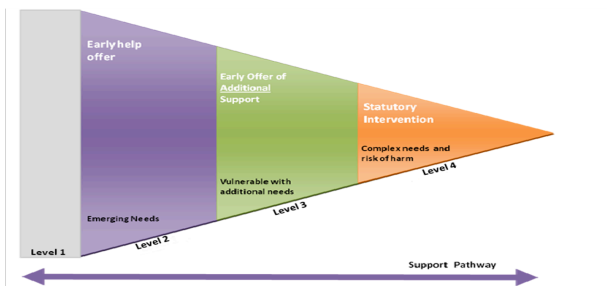 Early help
offer
Early Offer of
Additional
Support
Statutory
Intervention
Complex needs and
risk of harm
Vulnerable with
additional needs
Emerging Needs
Level 1
Level 2
Level 3
Level 4
Support Pathway